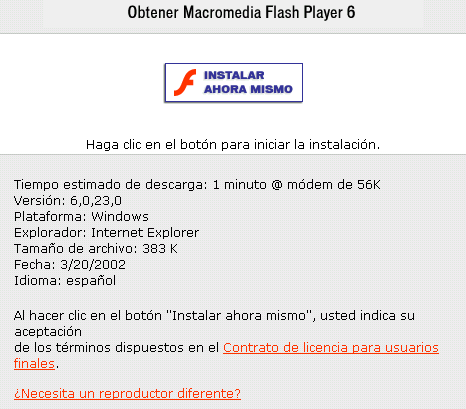 Obtener Macromedia Flash Player 6
INSTALAR
AHORA MISMO
Haga clic en el botón para iniciar la instalación.
Tiempo estimado de descarga: 1 minuto @ módem de 56K
Versión: 6,0,23,0
Plataforma: Windows
Explorador: Internet Explorer
Tamaño de archivo: 383 K
Fecha: 3/20/2002
Idioma: español
Al hacer clic en el botón "Instalar ahora mismo", usted indica su
aceptación
de los términos dispuestos en el Contrato de licencia para usuarios
finales.
¿Necesita un reproductor diferente?